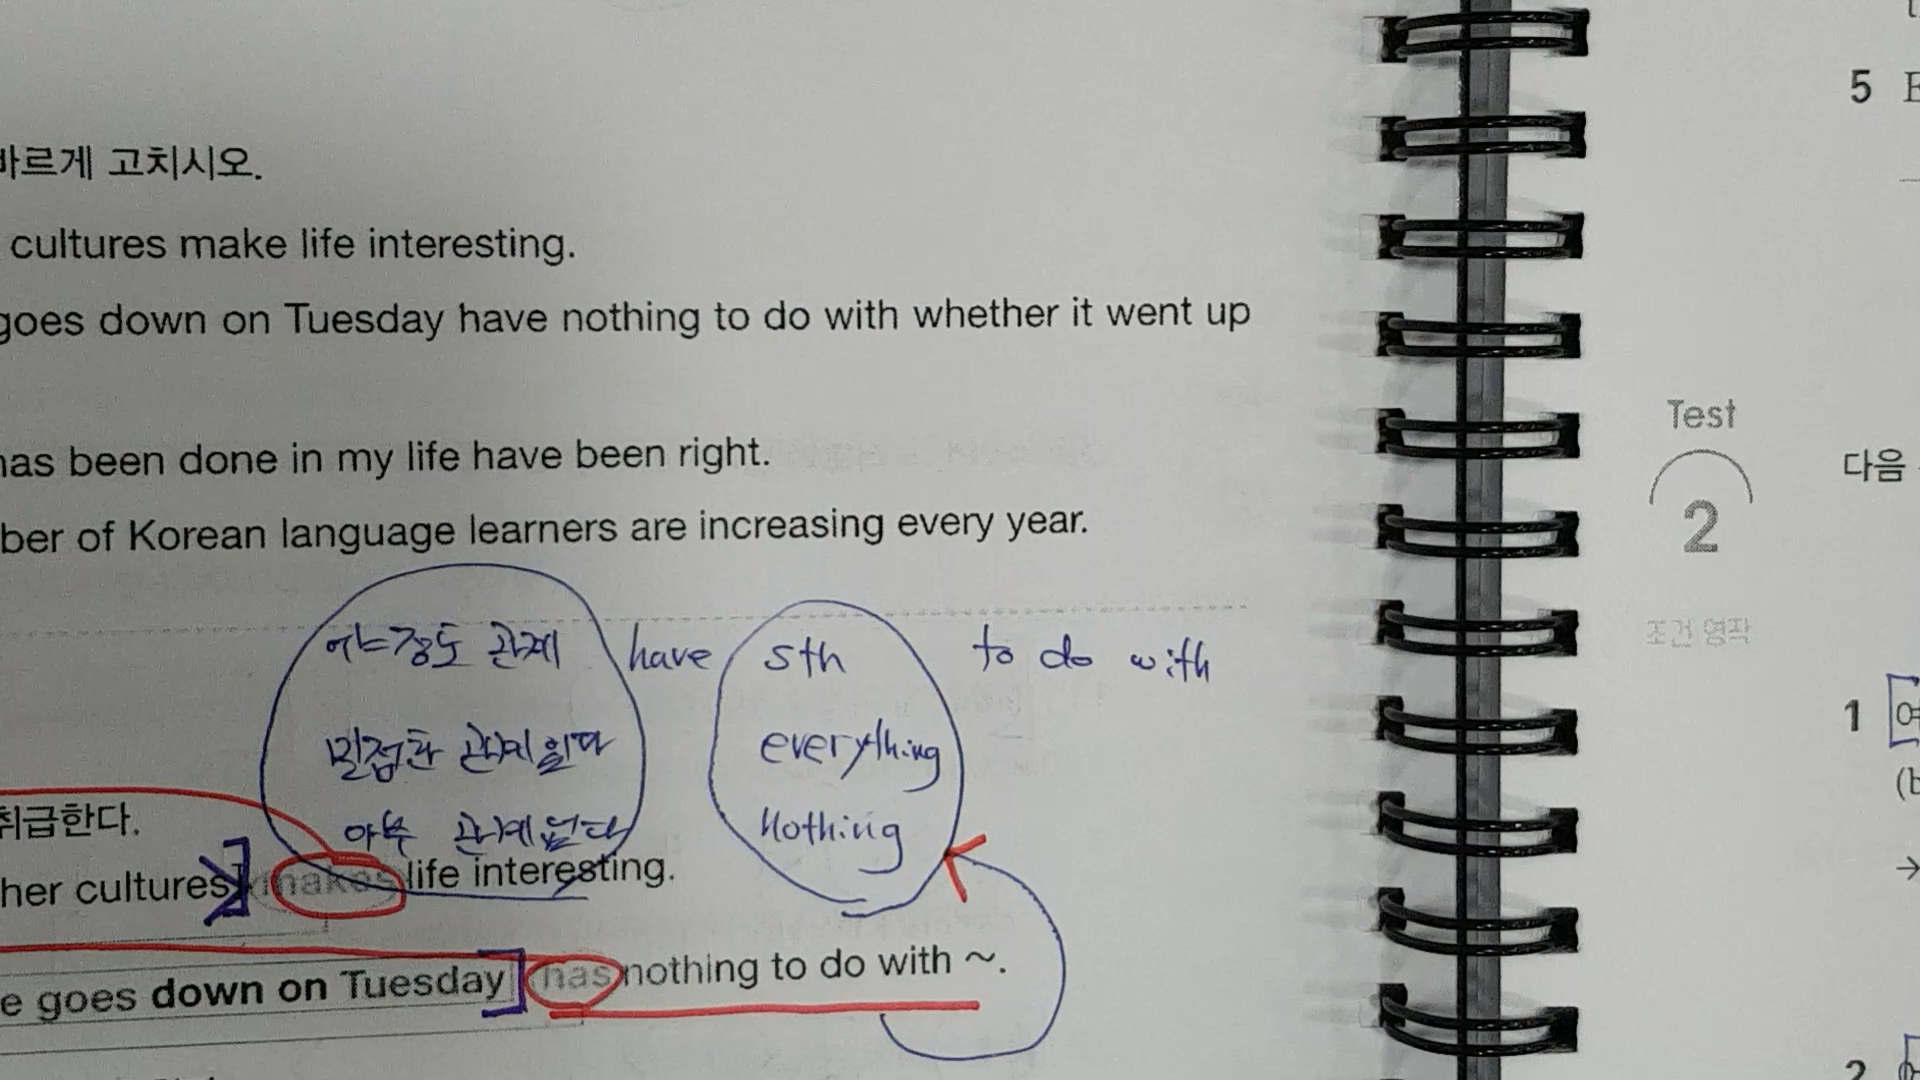 바르게 고치시오.
cultures make life interesting.
goes down on Tuesday have nothing to do with whether it went up
has been done in my life have been right.
ber of Korean language learners are increasing every year.
어느정도 관계 have sth to do with
밀접한 관계있다 everything
아무 관계없다 Nothing
취급한다.
her cultures makes life interesting.
e goes down on Tuesday has nothing to do with ~.
5 E
Test
2
조건 영작
다음
1
(b
→
2